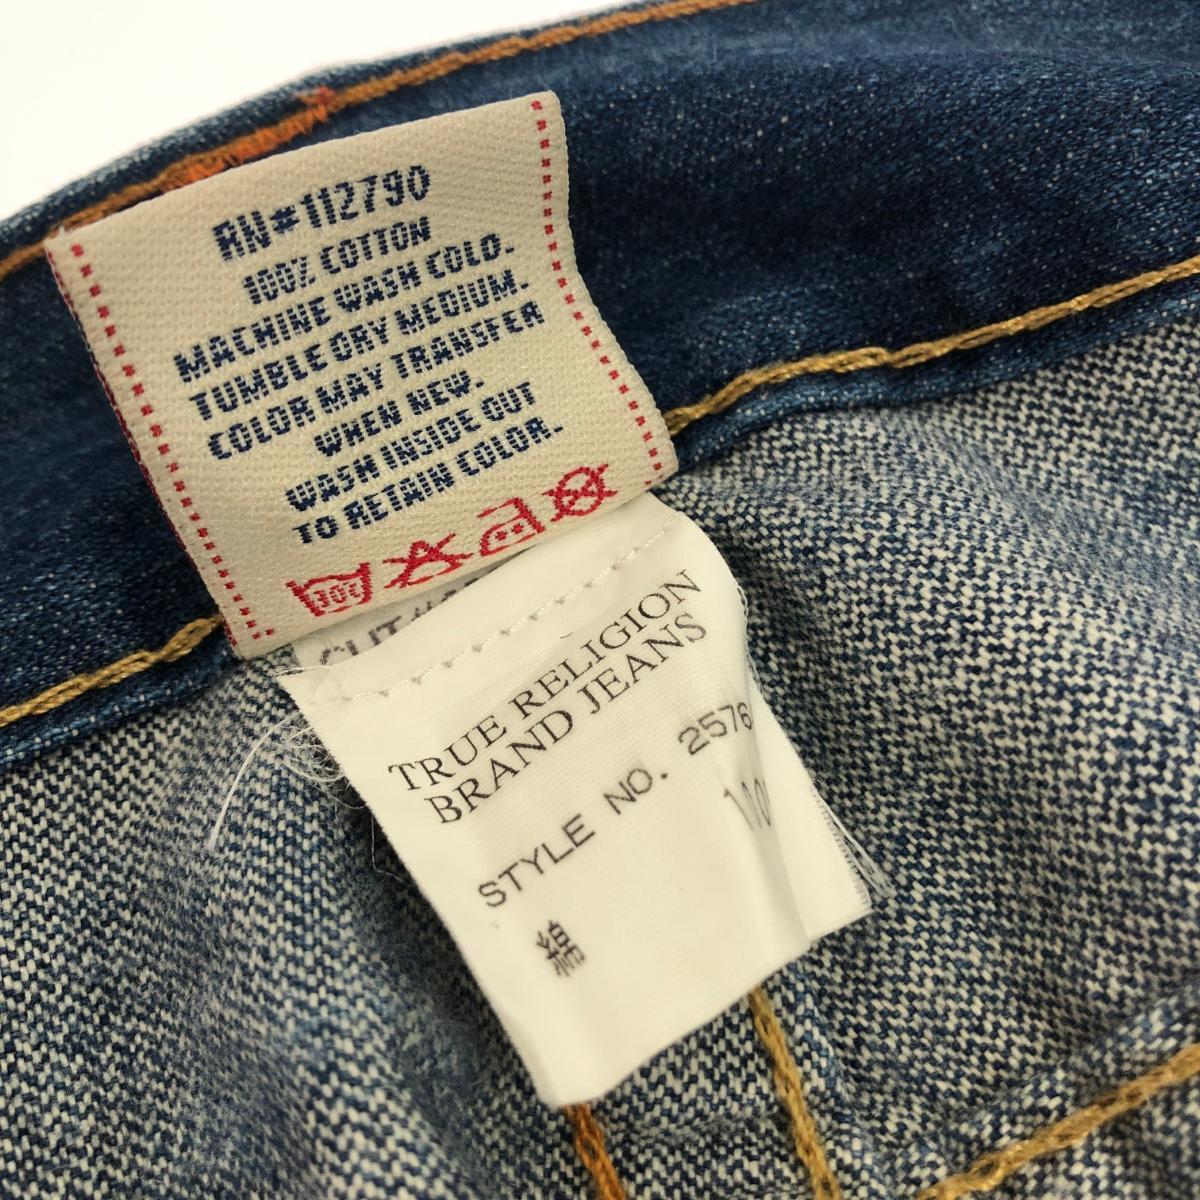 RN#112790
100% COTTON
MACHINE WASH COLD.
TUMBLE DRY MEDIUM.
COLOR MAY TRANSFER
WHEN NEW.
WASH INSIDE OUT
TO RETAIN COLOR.
30C
TRUE RELIGION
BRAND JEANS
STYLE NO. 2576
綿